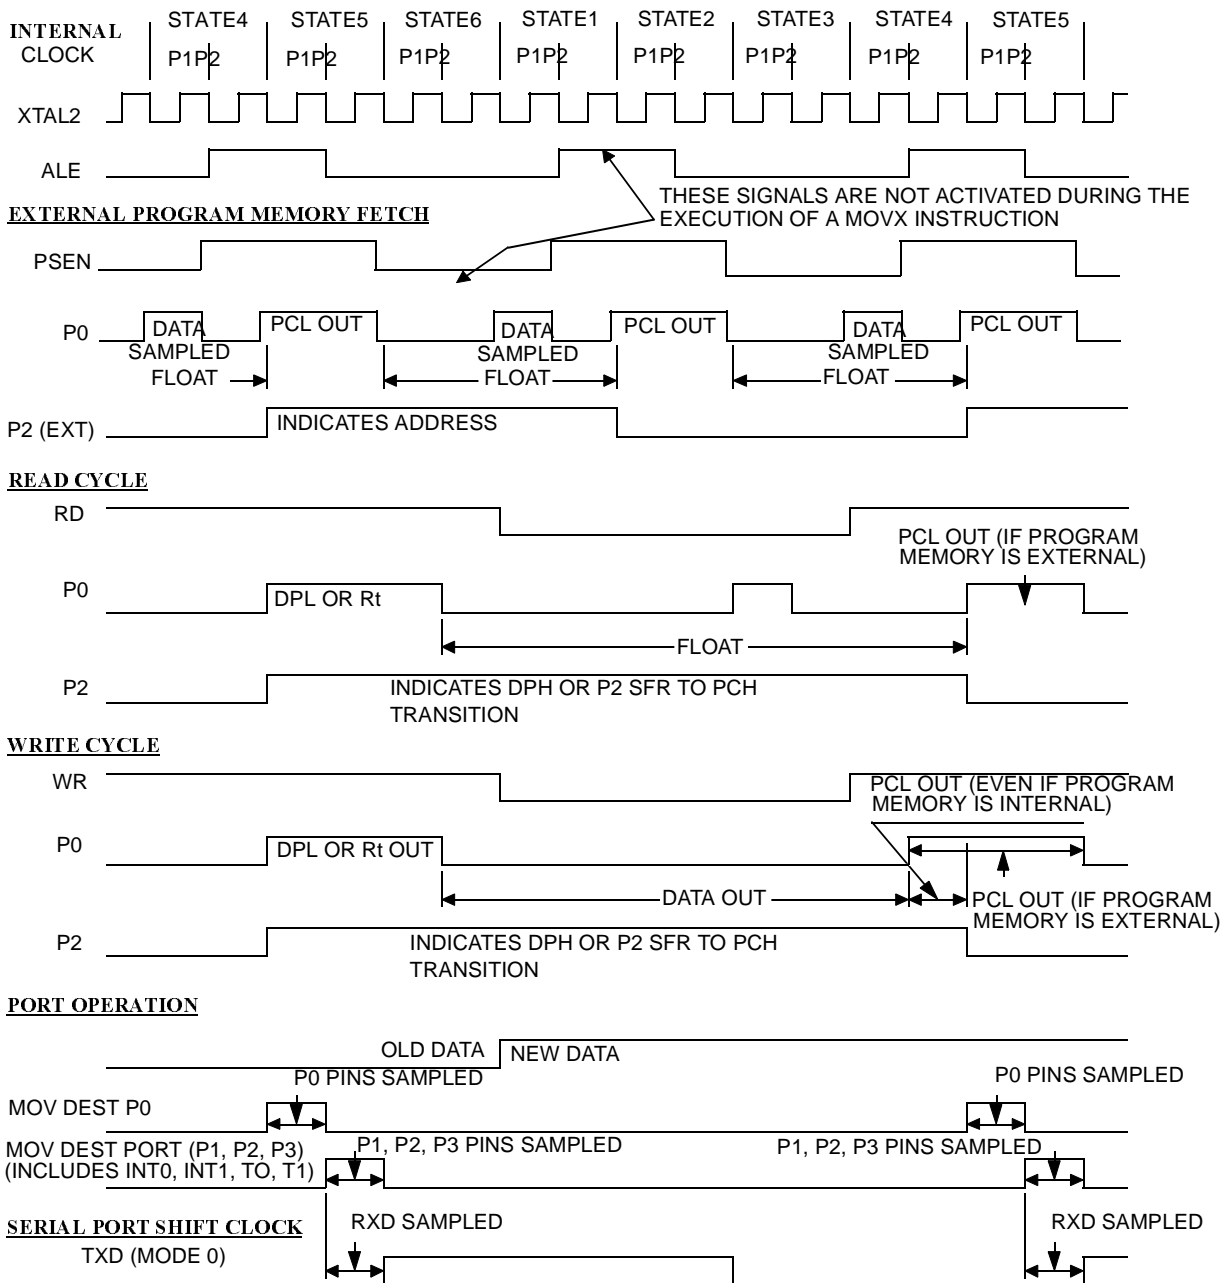 INTERNAL
CLOCK
STATE4 STATE5 STATE6 STATE1 STATE2 STATE3 STATE4 STATE5
P1P2 P1P2 P1P2 P1P2 P1P2 P1P2 P1P2 P1P2
XTAL2
ALE
THESE SIGNALS ARE NOT ACTIVATED DURING THE
EXECUTION OF A MOVX INSTRUCTION
EXTERNAL PROGRAM MEMORY FETCH
PSEN
P0
DATA
SAMPLED
FLOAT
PCL OUT
DATA
SAMPLED
FLOAT
PCL OUT
DATA
SAMPLED
FLOAT
PCL OUT
P2 (EXT)
INDICATES ADDRESS
READ CYCLE
RD
PCL OUT (IF PROGRAM
MEMORY IS EXTERNAL)
P0
DPL OR Rt
FLOAT
P2
INDICATES DPH OR P2 SFR TO PCH
TRANSITION
WRITE CYCLE
WR
PCL OUT (EVEN IF PROGRAM
MEMORY IS INTERNAL)
P0
DPL OR Rt OUT
DATA OUT
PCL OUT (IF PROGRAM
MEMORY IS EXTERNAL)
P2
INDICATES DPH OR P2 SFR TO PCH
TRANSITION
PORT OPERATION
OLD DATA NEW DATA
P0 PINS SAMPLED
P0 PINS SAMPLED
MOV DEST P0
MOV DEST PORT (P1, P2, P3)
(INCLUDES INT0, INT1, TO, T1)
P1, P2, P3 PINS SAMPLED
P1, P2, P3 PINS SAMPLED
SERIAL PORT SHIFT CLOCK
TXD (MODE 0)
RXD SAMPLED
RXD SAMPLED